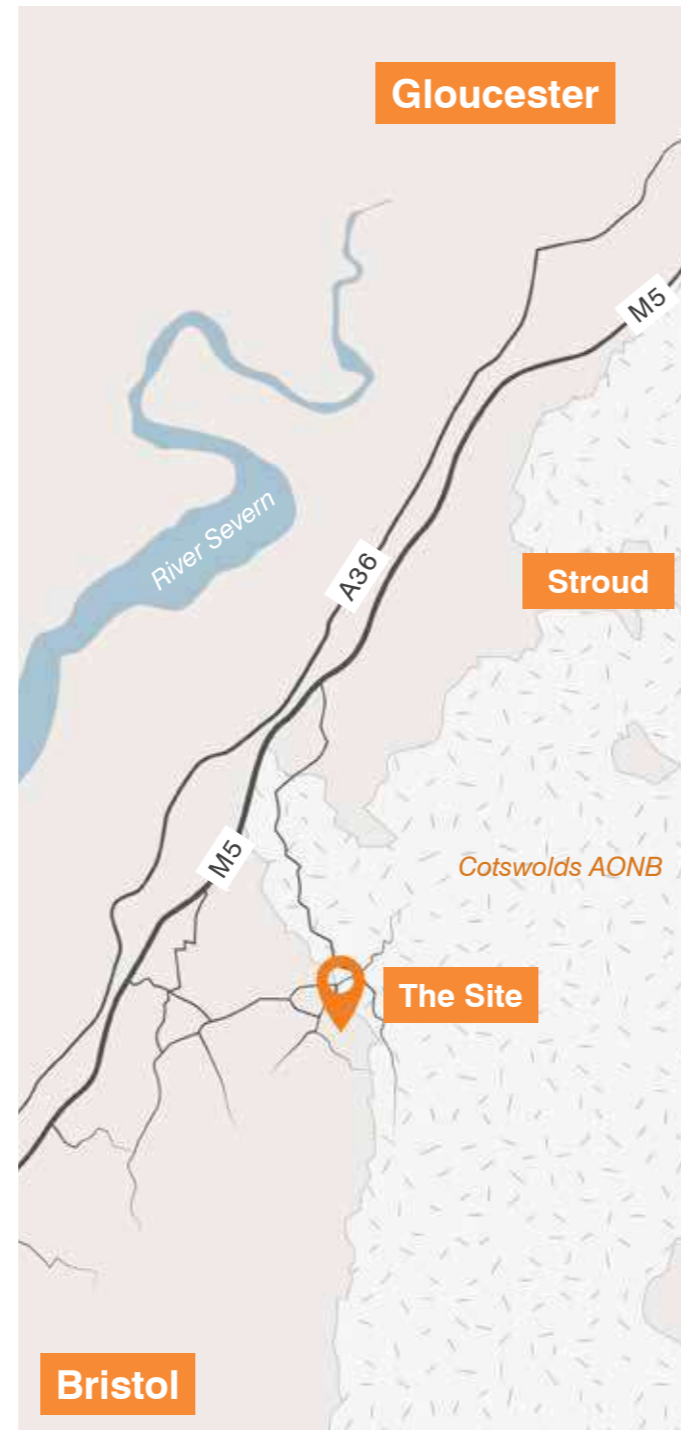 Gloucester
M5
River Severn
A36
Stroud
M5
Cotswolds AONB
The Site
Bristol